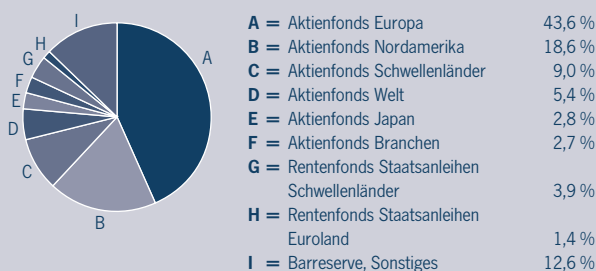 I
H
G
F
E
D
C
B
A
A = Aktienfonds Europa 43,6 %
B = Aktienfonds Nordamerika 18,6 %
C = Aktienfonds Schwellenländer 9,0 %
D = Aktienfonds Welt 5,4 %
E = Aktienfonds Japan 2,8 %
F = Aktienfonds Branchen 2,7 %
G = Rentenfonds Staatsanleihen
Schwellenländer 3,9 %
H = Rentenfonds Staatsanleihen
Euroland 1,4 %
I = Barreserve, Sonstiges 12,6 %